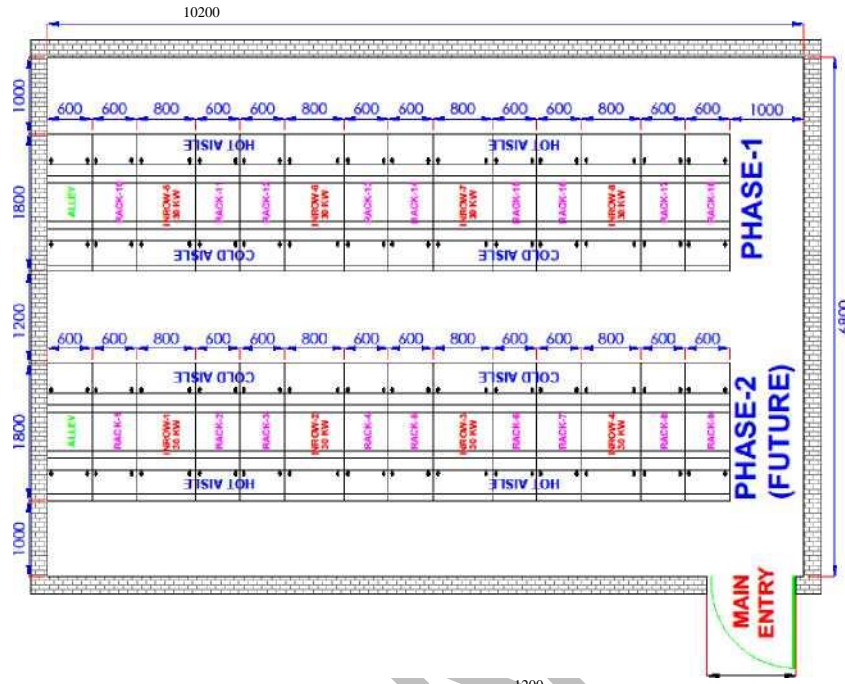 10200
600 600 800 600 600 800 600 600 800 600 600 800 600 600 1000
1000
HOT AISLE HOT AISLE
PHASE-1
1800
ALLEY RACK-10 INROW-5 30 KW RACK-11 RACK-12 INROW-6 30 KW RACK-13 RACK-14 INROW-7 30 KW RACK-15 RACK-16 INROW-8 30 KW RACK-17 RACK-18
COLD AISLE COLD AISLE
1200
6800
600 600 800 600 600 800 600 600 800 600 600 800 600 600
COLD AISLE COLD AISLE
PHASE-2
(FUTURE)
1800
ALLEY RACK-1 INROW-1 30 KW RACK-2 RACK-3 INROW-2 30 KW RACK-4 RACK-5 INROW-3 30 KW RACK-6 RACK-7 INROW-4 30 KW RACK-8 RACK-9
HOT AISLE HOT AISLE
1000
MAIN
ENTRY
1200